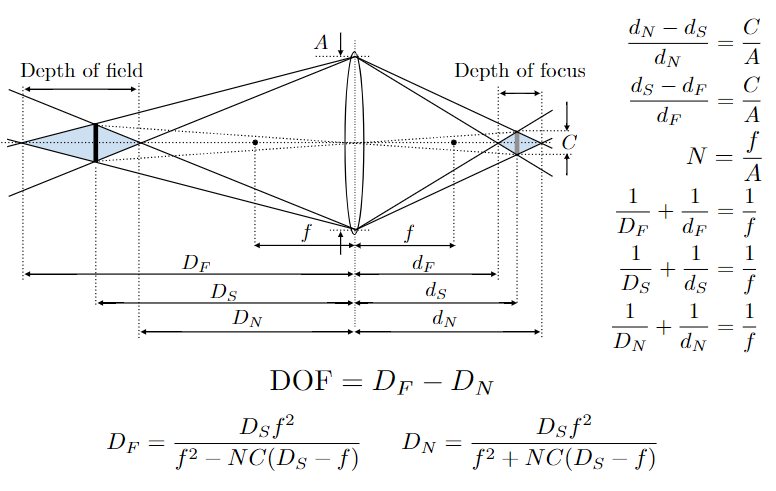 A
Depth of field
Depth of focus
C
f
f
D_F
d_F
D_S
d_S
D_N
d_N
\frac{d_N - d_S}{d_N} = \frac{C}{A}
\frac{d_S - d_F}{d_F} = \frac{C}{A}
N = \frac{f}{A}
\frac{1}{D_F} + \frac{1}{d_F} = \frac{1}{f}
\frac{1}{D_S} + \frac{1}{d_S} = \frac{1}{f}
\frac{1}{D_N} + \frac{1}{d_N} = \frac{1}{f}
DOF = D_F - D_N
D_F = \frac{D_S f^2}{f^2 - NC(D_S - f)}
D_N = \frac{D_S f^2}{f^2 + NC(D_S - f)}